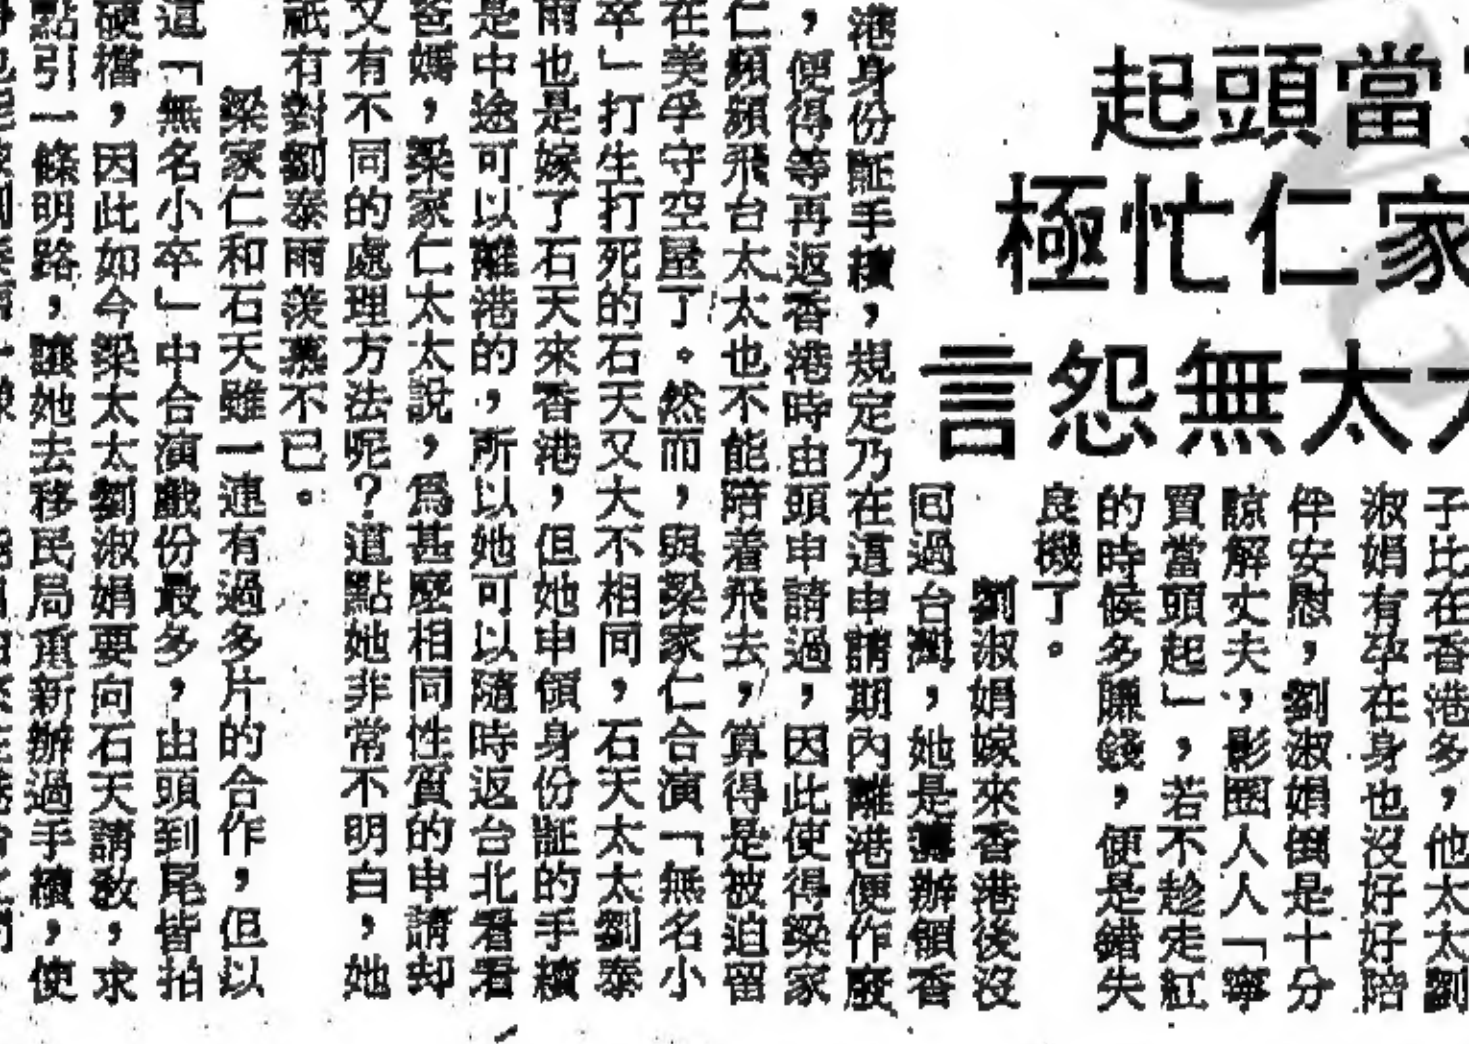 當頭起
家仁忙極
太太無怨言
子比在香港多，他太太劉
淑娟有孕在身也沒好好陪
伴安慰，劉淑娟倒是十分
諒解丈夫，影圈人人「寧
買當頭起」，若不趁走紅
的時候多賺錢，便是錯失
良機了。
劉淑娟嫁來香港後沒
回過台灣，她是籌辦領香
港身份証手續，規定乃在這申請期內離港便作廢
，便得等再返香港時由頭申請過，因此使得梁家
仁頻頻飛台太太也不能陪着飛去，算得是被迫留
在美孚守空屋了。然而，與梁家仁合演「無名小
卒」打生打死的石天又大不相同，石天太太劉泰
雨也是嫁了石天來香港，但她申領身份証的手續
是中途可以離港的，所以她可以隨時返台北看看
爸媽，梁家仁太太說，爲甚麼相同性質的申請却
又有不同的處理方法呢？這點她非常不明白，她
祇有對劉泰雨羨慕不已。
梁家仁和石天雖一連有過多片的合作，但以
這「無名小卒」中合演戲份最多，由頭到尾皆拍
硬檔，因此如今梁太太劉淑娟要向石天請教，求
點引一條明路，讓她去移民局重新辦過手續，使